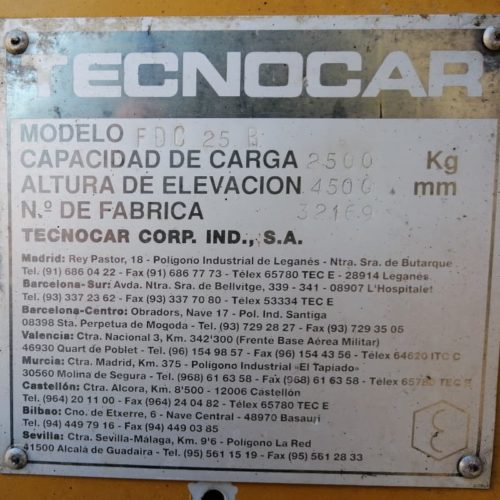 TECNOCAR
MODELO FDC 25 B
CAPACIDAD DE CARGA 2500 Kg
ALTURA DE ELEVACION 4500 mm
N.º DE FABRICA 32169
TECNOCAR CORP. IND., S.A.
Madrid: Rey Pastor, 18 - Polígono Industrial de Leganés - Ntra. Sra. de Butarque
Tel. (91) 686 04 22 - Fax (91) 686 77 73 - Télex 65780 TEC E - 28914 Leganés
Barcelona-Sur: Avda. Ntra. Sra. de Bellvitge, 339 - 341 - 08907 L'Hospitalet
Tel. (93) 337 23 62 - Fax (93) 337 70 80 - Télex 53334 TEC E
Barcelona-Centro: Obradors, Nave 17 - Pol. Ind. Santiga
08398 Sta. Perpetua de Mogoda - Tel. (93) 729 28 27 - Fax (93) 729 35 05
Valencia: Ctra. Nacional 3, Km. 342'300 (Frente Base Aérea Militar)
46930 Quart de Poblet - Tel. (96) 154 98 57 - Fax (96) 154 43 56 - Télex 64620 ITC C
Murcia: Ctra. Madrid, Km. 375 - Polígono Industrial «El Tapiado»
30560 Molina de Segura - Tel. (968) 61 63 58 - Fax (968) 61 63 58 - Télex 65780 TEC E
Castellón: Ctra. Alcora, Km. 8'500 - 12006 Castellón
Tel. (964) 20 11 00 - Fax (964) 24 04 82 - Télex 65780 TEC E
Bilbao: Cno. de Etxerre, 6 - Nave Central - 48970 Basauri
Tel. (94) 449 79 16 - Fax (94) 449 03 85
Sevilla: Ctra. Sevilla-Málaga, Km. 9'6 - Polígono La Red
41500 Alcalá de Guadaira - Tel. (95) 561 15 19 - Fax (95) 561 28 33